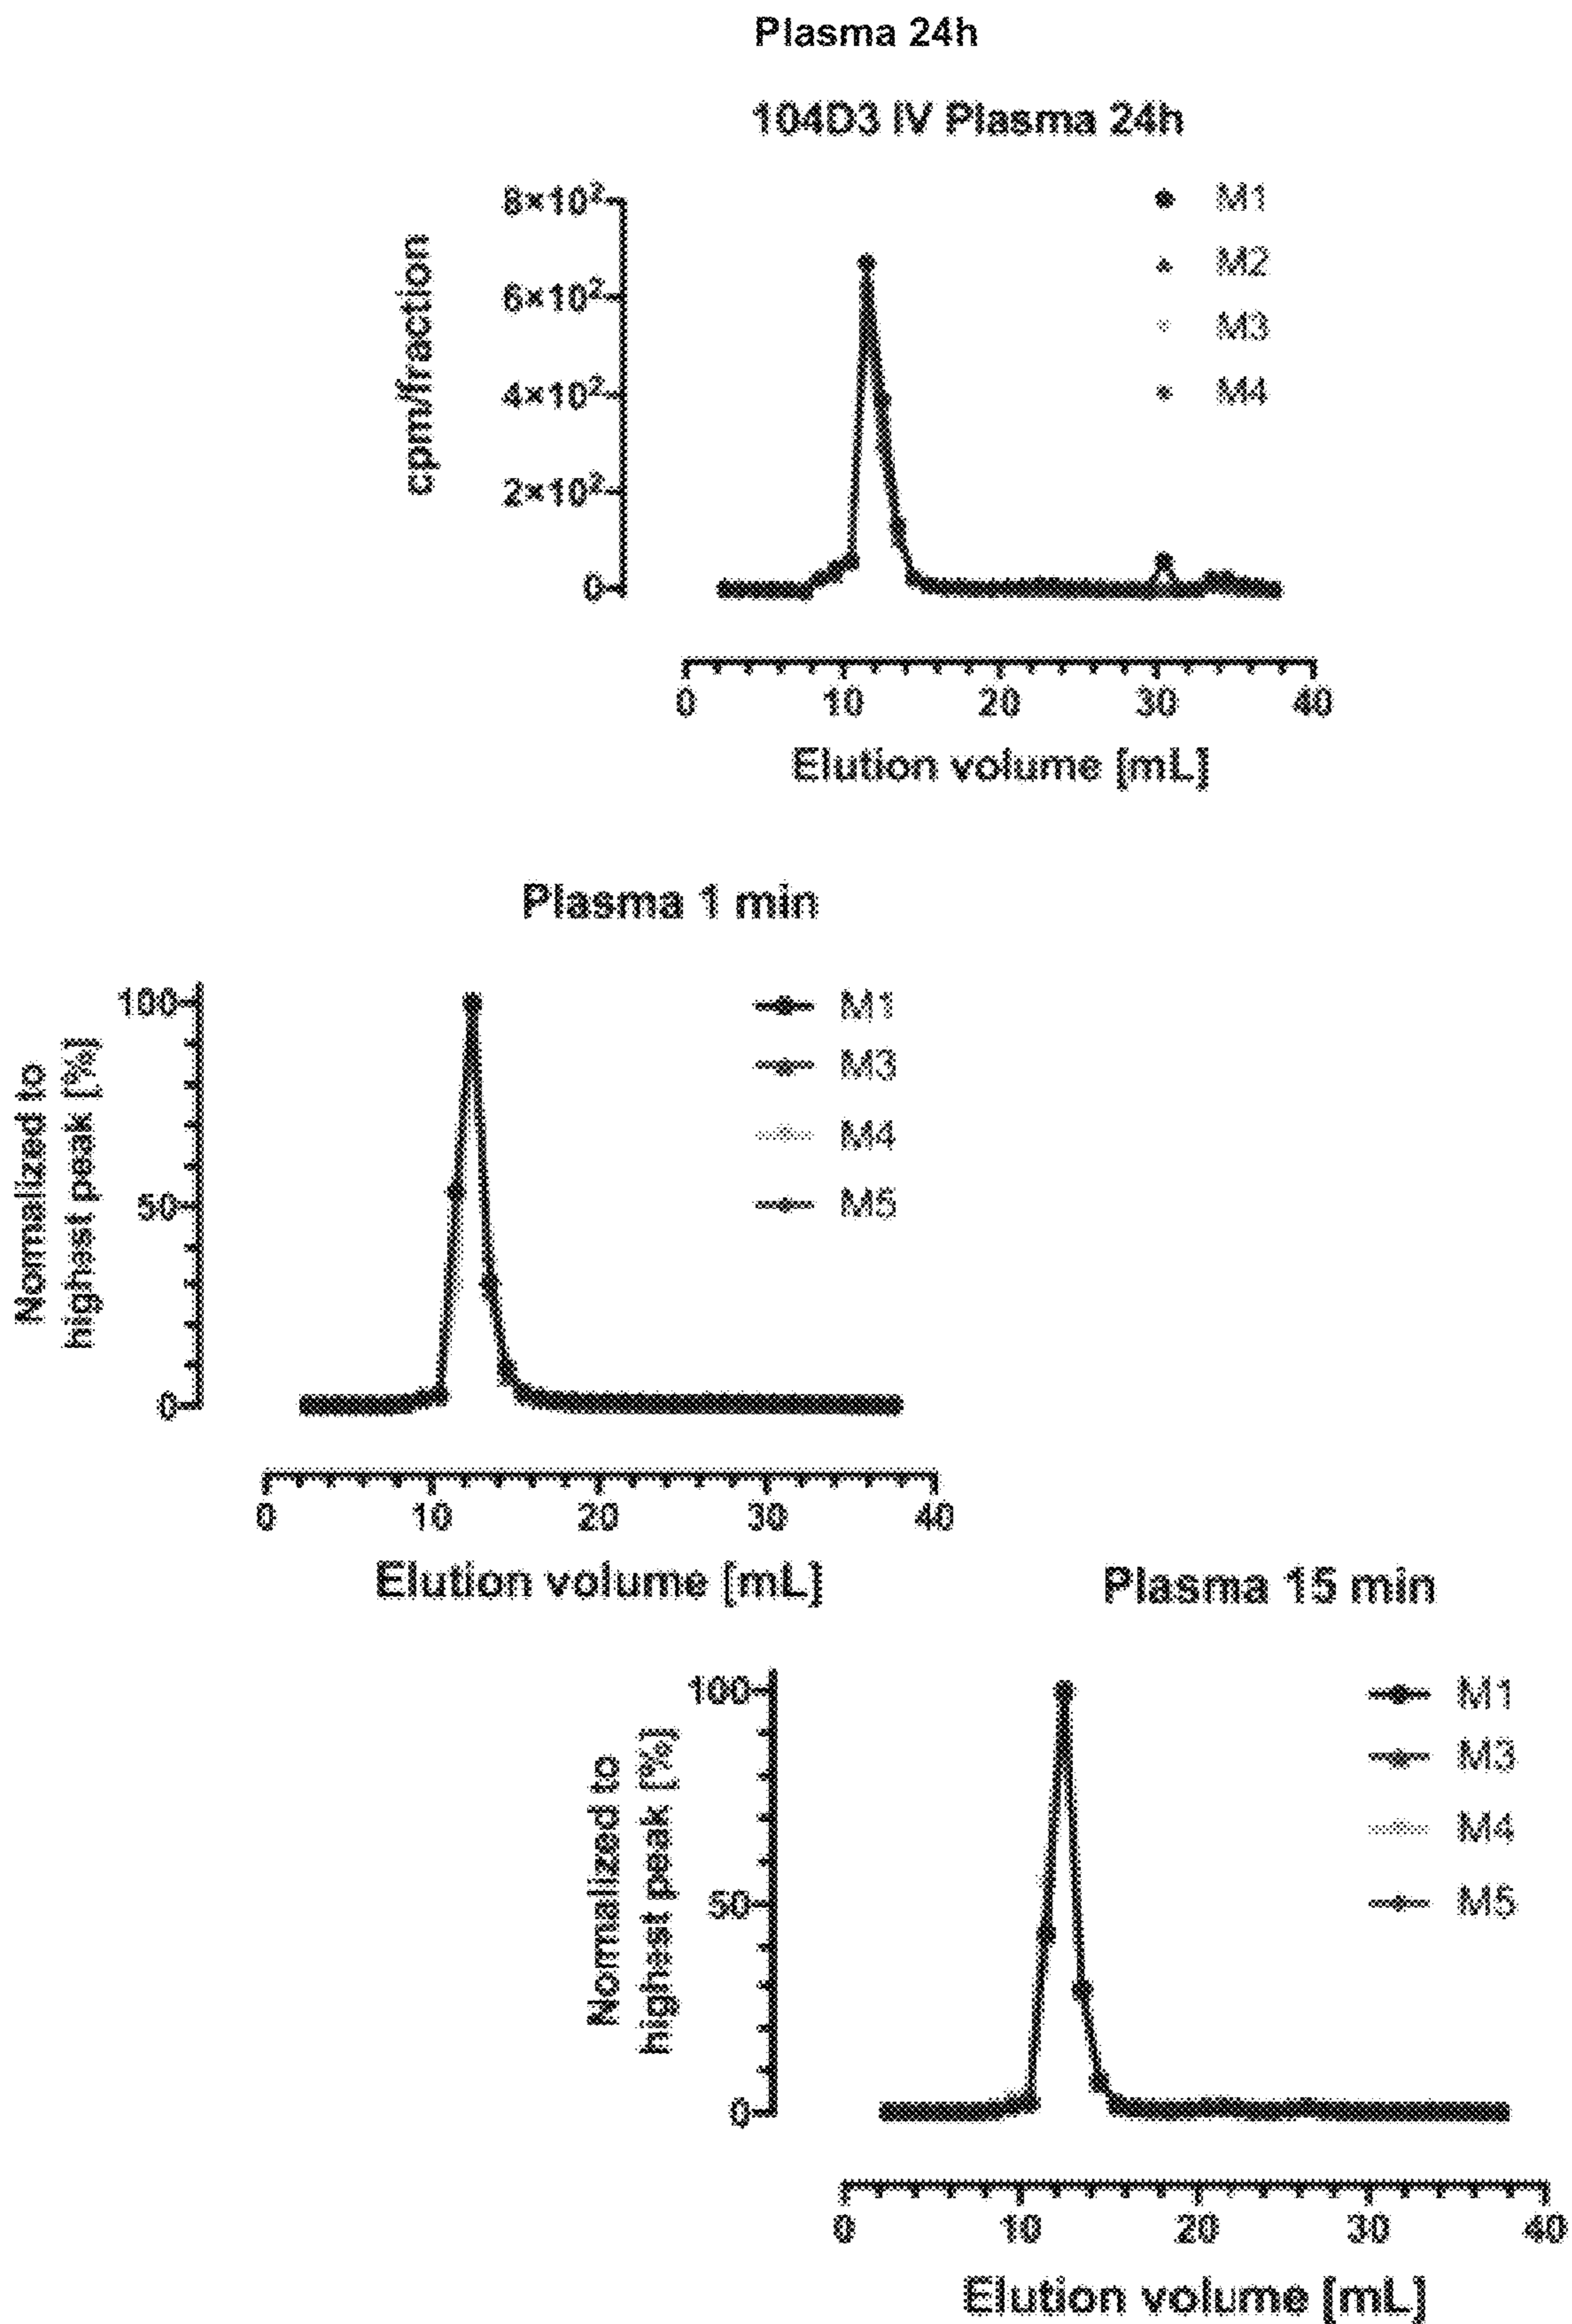 Plasma 24h
104D3 IV Plasma 24h
cpm/fraction
8×10²
6×10²
4×10²
2×10²
0
M1
M2
M3
M4
0 10 20 30 40
Elution volume [mL]
Plasma 1 min
Normalized to
highest peak [%]
100
50
0
M1
M3
M4
M5
0 10 20 30 40
Elution volume [mL]
Plasma 15 min
Normalized to
highest peak [%]
100
50
0
M1
M3
M4
M5
0 10 20 30 40
Elution volume [mL]